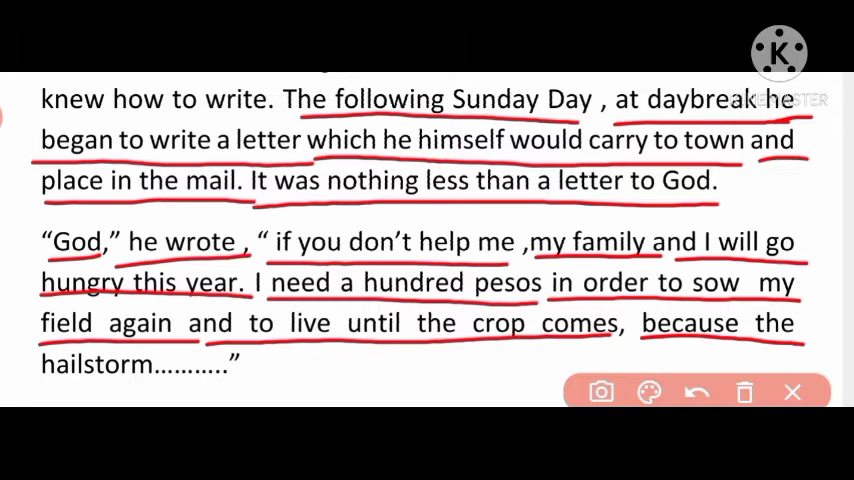 knew how to write. The following Sunday Day , at daybreak he
began to write a letter which he himself would carry to town and
place in the mail. It was nothing less than a letter to God.
“God,” he wrote , “ if you don’t help me ,my family and I will go
hungry this year. I need a hundred pesos in order to sow my
field again and to live until the crop comes, because the
hailstorm………..”
K
KINEMASTER